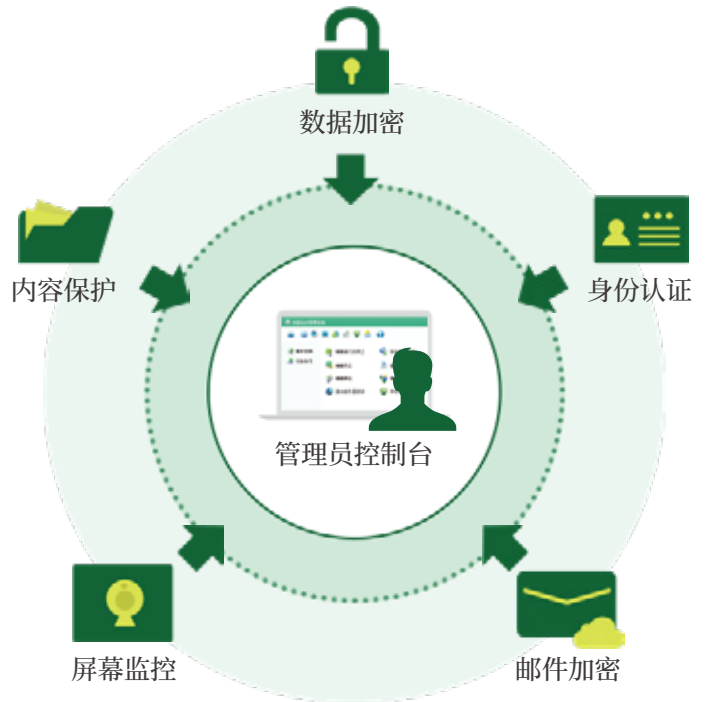 数据加密
内容保护
身份认证
管理员控制台
屏幕监控
邮件加密